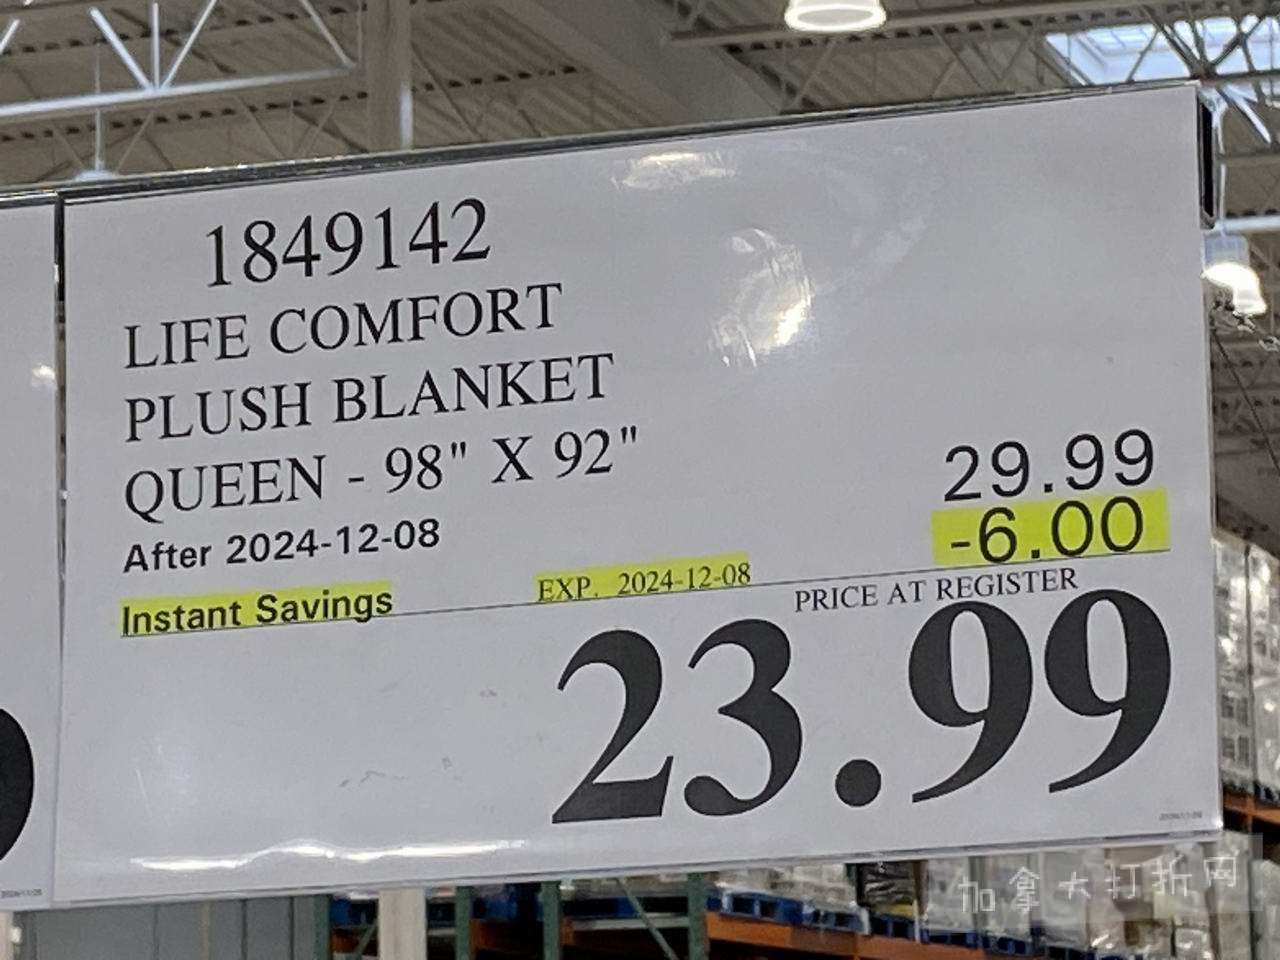 1849142
LIFE COMFORT
PLUSH BLANKET
QUEEN - 98" X 92"
After 2024-12-08
29.99
-6.00
Instant Savings
EXP. 2024-12-08
PRICE AT REGISTER
23.99
加拿大打折网